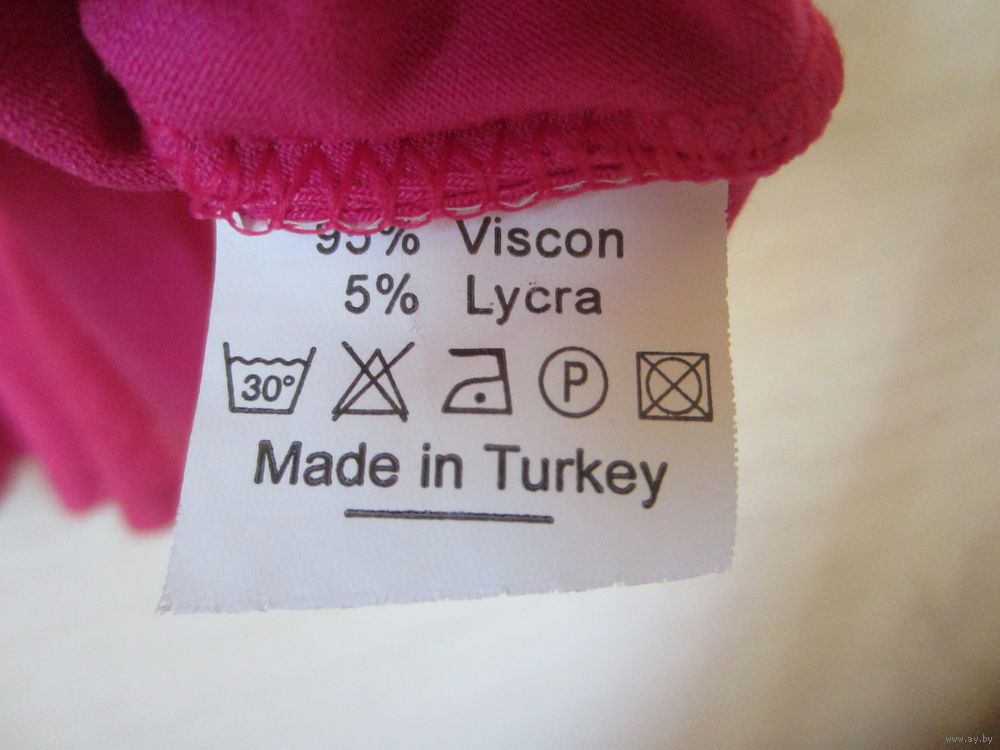 95% Viscon
5% Lycra
30°
P
Made in Turkey
www.ay.by